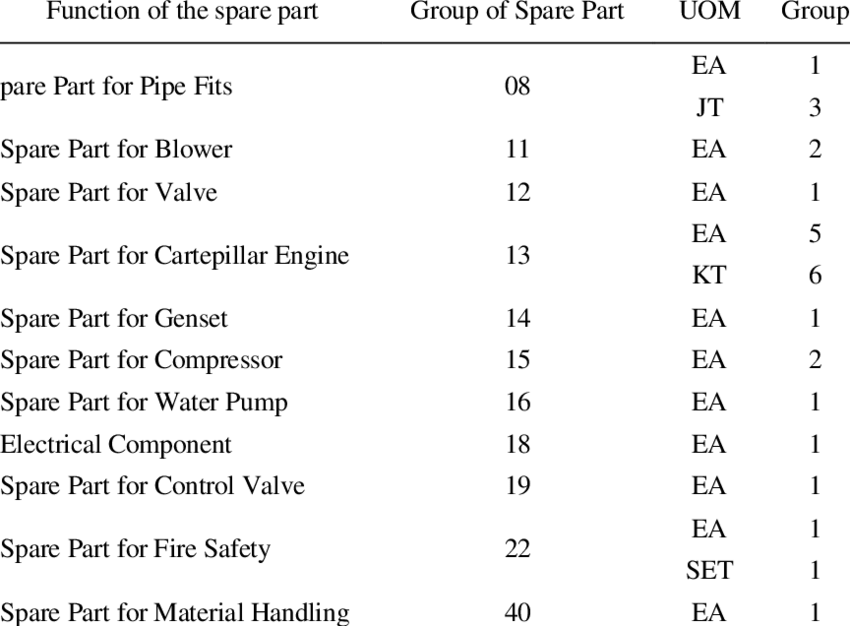 Function of the spare part Group of Spare Part UOM Group
EA 1
pare Part for Pipe Fits 08
JT 3
Spare Part for Blower 11 EA 2
Spare Part for Valve 12 EA 1
EA 5
Spare Part for Cartepillar Engine 13
KT 6
Spare Part for Genset 14 EA 1
Spare Part for Compressor 15 EA 2
Spare Part for Water Pump 16 EA 1
Electrical Component 18 EA 1
Spare Part for Control Valve 19 EA 1
EA 1
Spare Part for Fire Safety 22
SET 1
Spare Part for Material Handling 40 EA 1